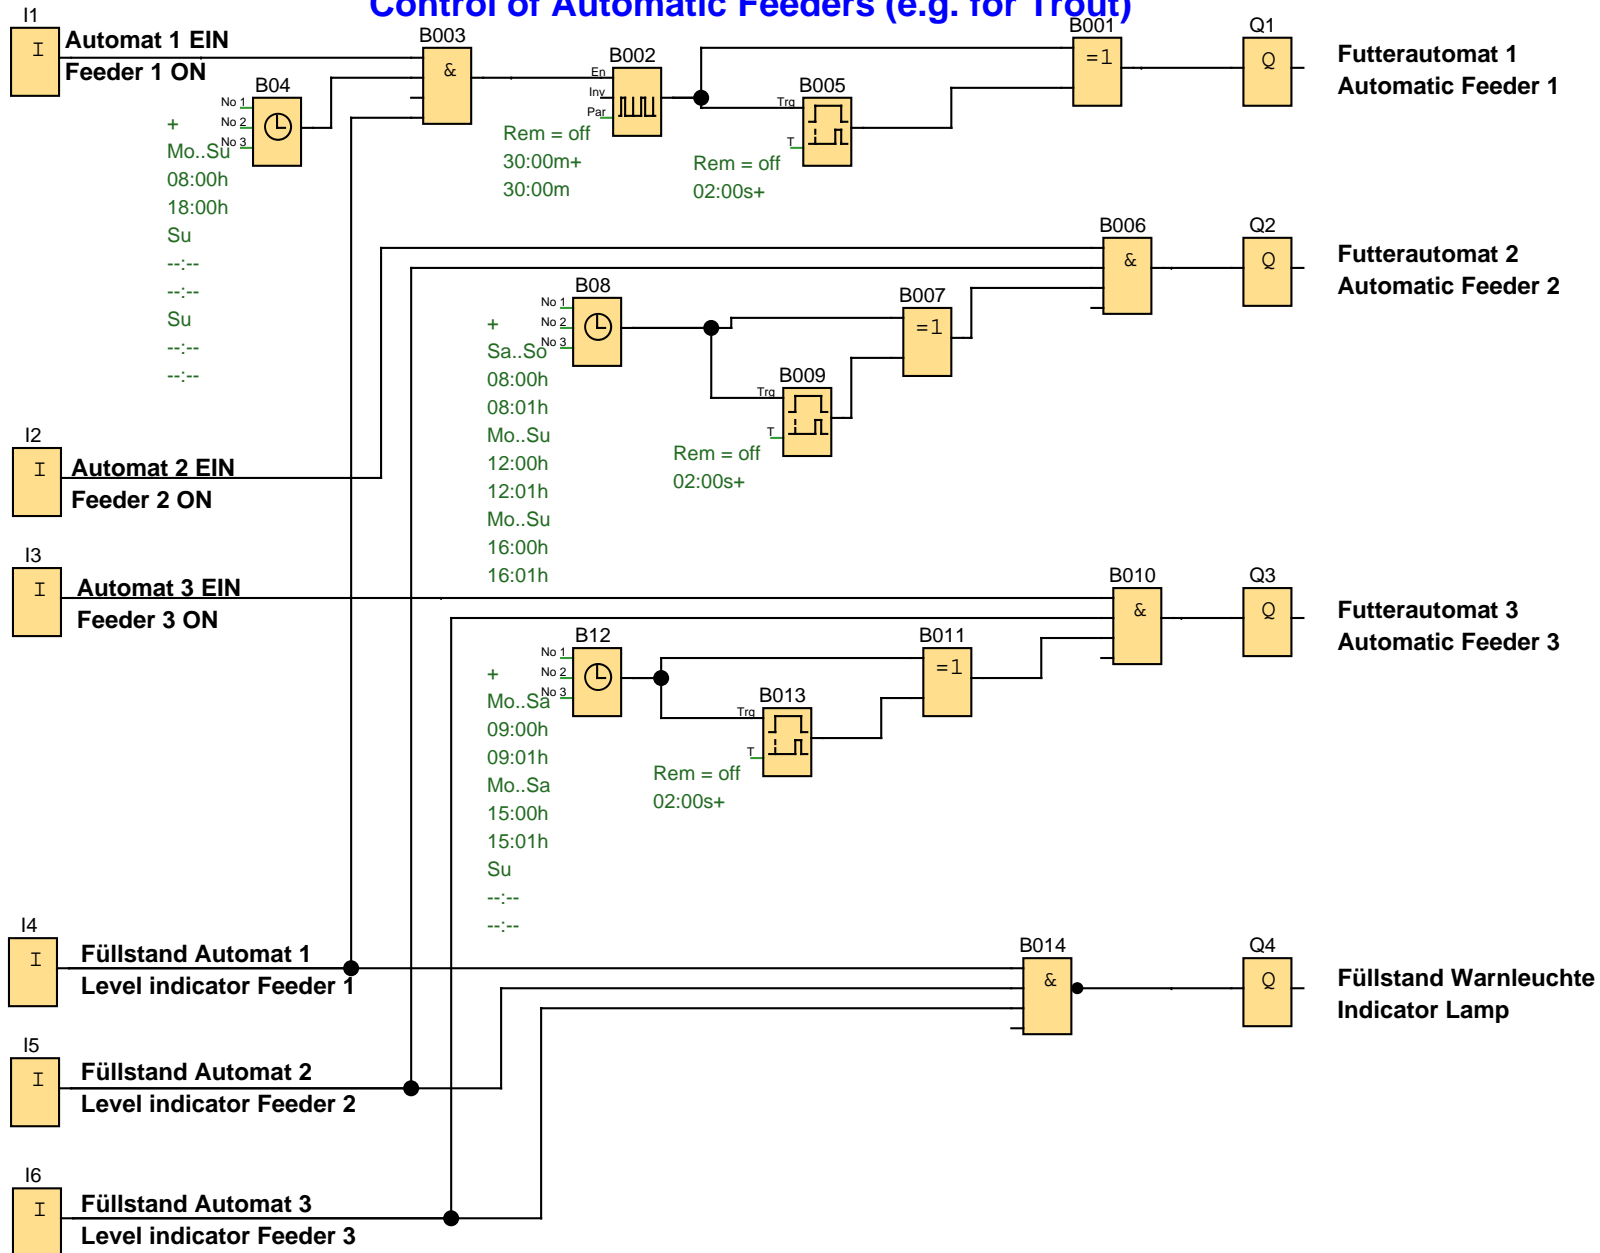 Control of Automatic Feeders (e.g. for Trout)
I1
I
Automat 1 EIN
Feeder 1 ON
B04
No 1
No 2
No 3
+
Mo..Su
08:00h
18:00h
Su
--:--
--:--
Su
--:--
--:--
B003
&
B002
En
Inv
Par
Rem = off
30:00m+
30:00m
B005
Trg
T
Rem = off
02:00s+
B001
=1
Q1
Q
Futterautomat 1
Automatic Feeder 1
B006
&
Q2
Q
Futterautomat 2
Automatic Feeder 2
B08
No 1
No 2
No 3
+
Sa..So
08:00h
08:01h
Mo..Su
12:00h
12:01h
Mo..Su
16:00h
16:01h
B007
=1
B009
Trg
T
Rem = off
02:00s+
I2
I
Automat 2 EIN
Feeder 2 ON
I3
I
Automat 3 EIN
Feeder 3 ON
B010
&
Q3
Q
Futterautomat 3
Automatic Feeder 3
B12
No 1
No 2
No 3
+
Mo..Sa
09:00h
09:01h
Mo..Sa
15:00h
15:01h
Su
--:--
--:--
B011
=1
B013
Trg
T
Rem = off
02:00s+
I4
I
Füllstand Automat 1
Level indicator Feeder 1
B014
&
Q4
Q
Füllstand Warnleuchte
Indicator Lamp
I5
I
Füllstand Automat 2
Level indicator Feeder 2
I6
I
Füllstand Automat 3
Level indicator Feeder 3